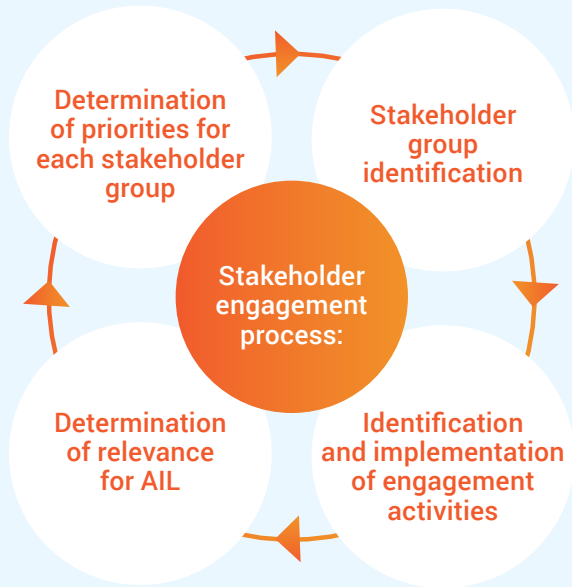 Determination
of priorities for
each stakeholder
group
Stakeholder
group
identification
Stakeholder
engagement
process:
Determination
of relevance
for AIL
Identification
and implementation
of engagement
activities